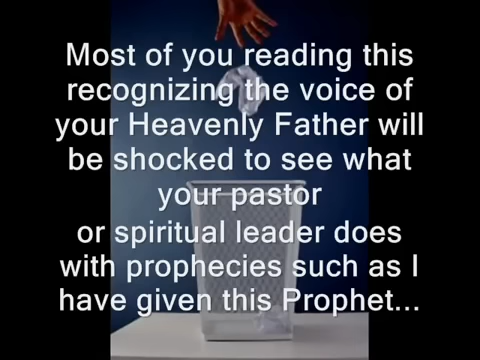 Most of you reading this
recognizing the voice of
your Heavenly Father will
be shocked to see what
your pastor
or spiritual leader does
with prophecies such as I
have given this Prophet...